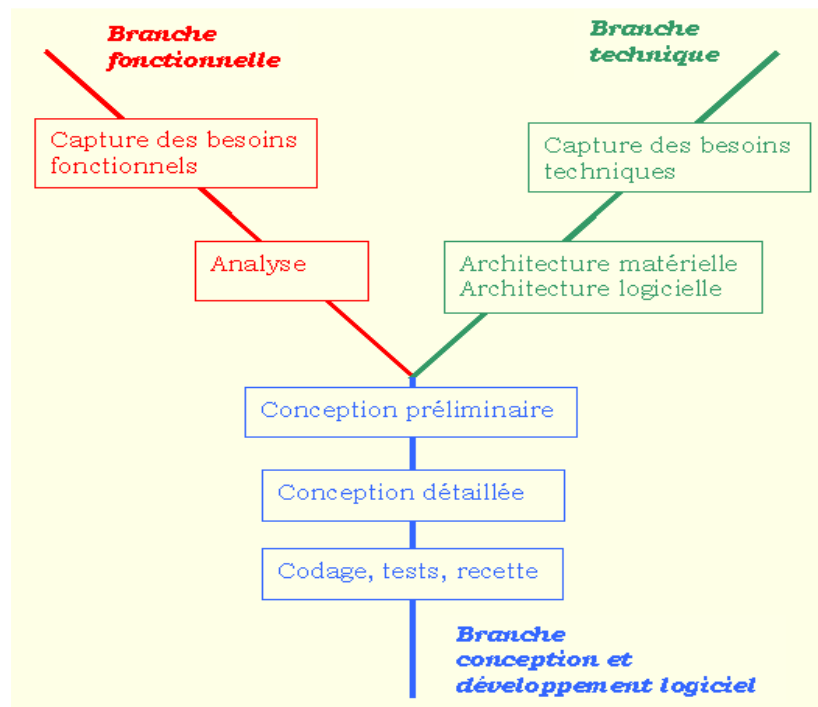 Branche
fonctionnelle
Branche
technique
Capture des besoins
fonctionnels
Capture des besoins
techniques
Analyse
Architecture matérielle
Architecture logicielle
Conception préliminaire
Conception détaillée
Codage, tests, recette
Branche
conception et
développement logiciel